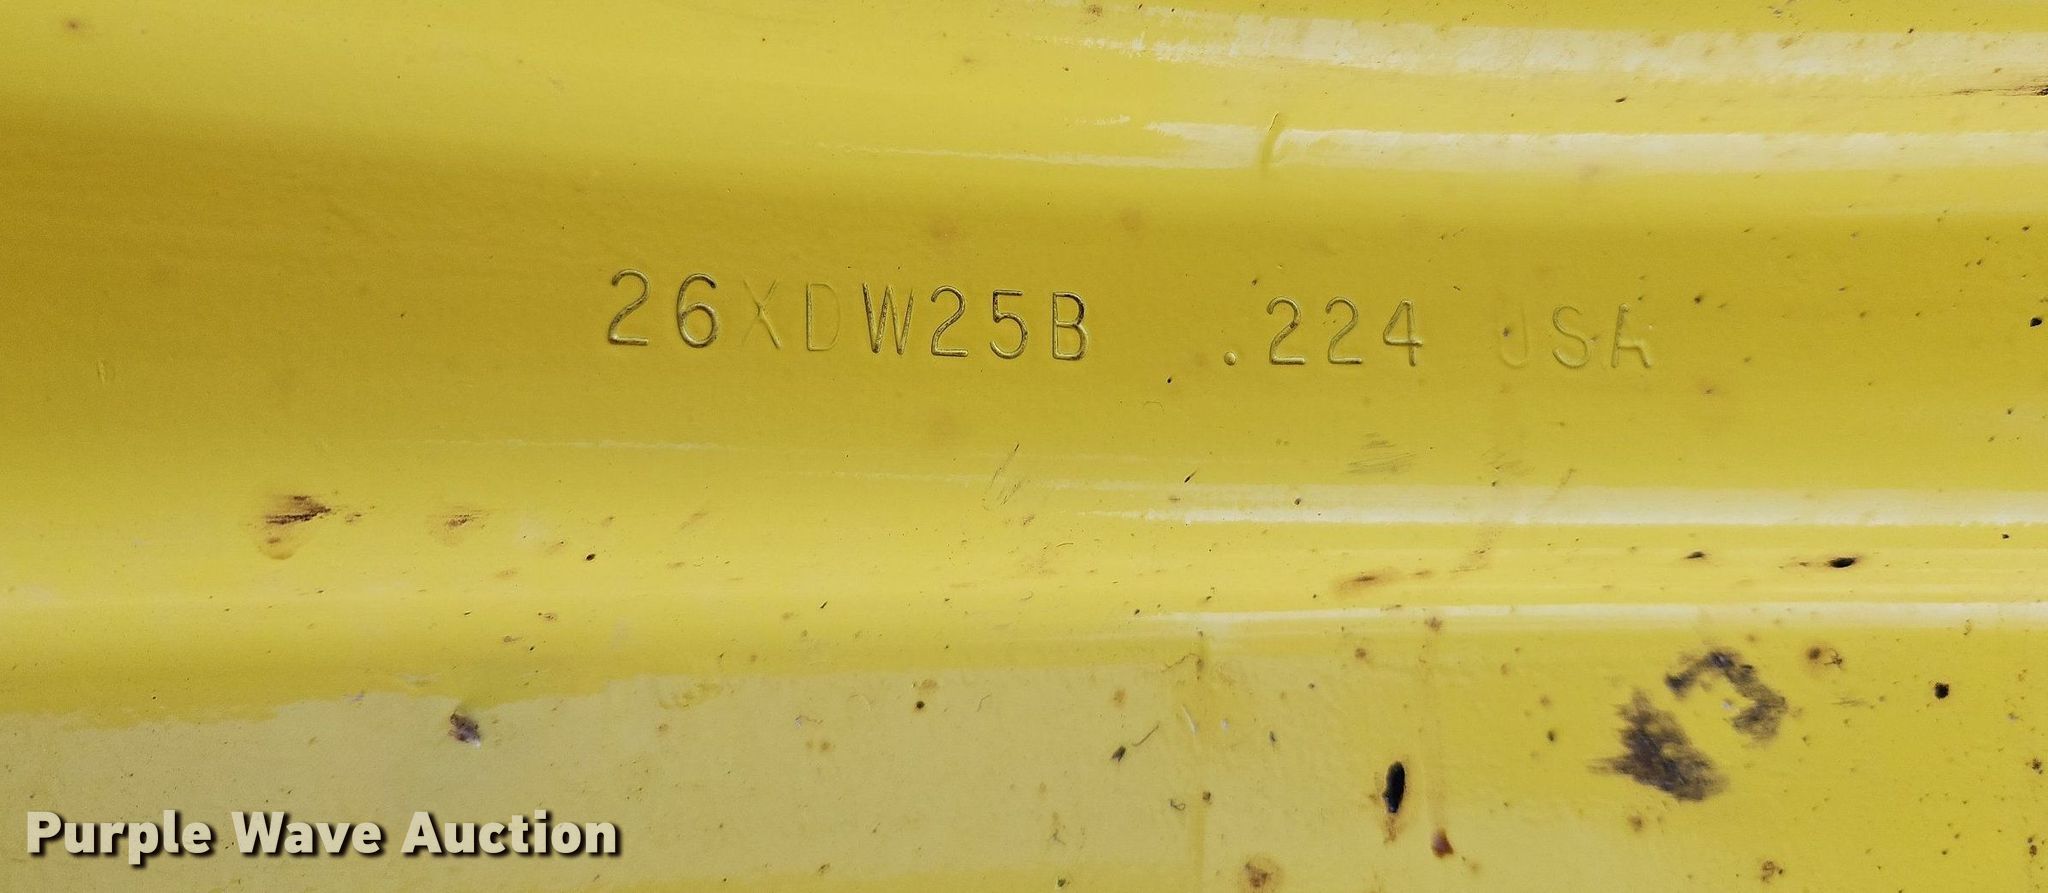 26XDW25B .224 USA
Purple Wave Auction